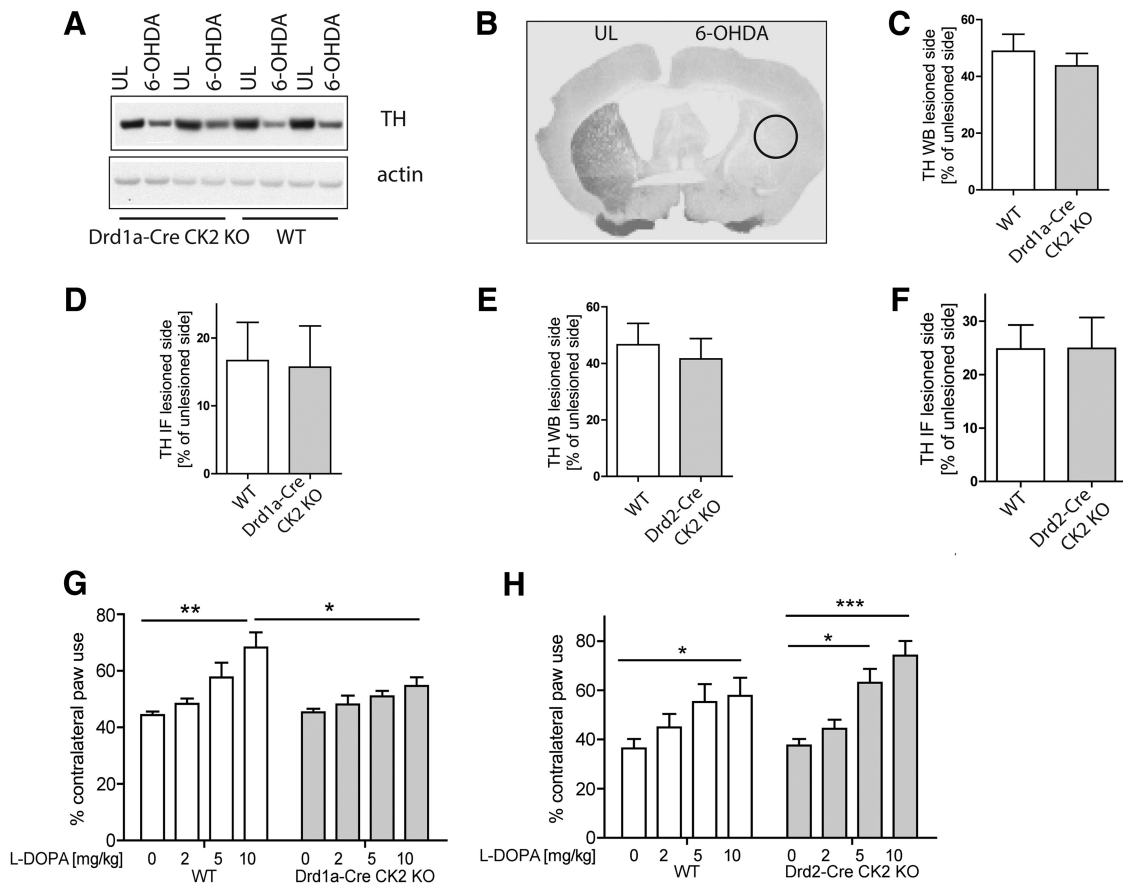 A
UL
6-OHDA
UL
6-OHDA
UL
6-OHDA
UL
6-OHDA
TH
actin
Drd1a-Cre CK2 KO WT
B
UL 6-OHDA
C
TH WB lesioned side
[% of unlesioned side]
60
40
20
0
WT
Drd1a-Cre
CK2 KO
D
TH IF lesioned side
[% of unlesioned side]
20
10
0
WT
Drd1a-Cre
CK2 KO
E
TH WB lesioned side
[% of unlesioned side]
60
40
20
0
WT
Drd2-Cre
CK2 KO
F
TH IF lesioned side
[% of unlesioned side]
30
20
10
0
WT
Drd2-Cre
CK2 KO
G
% contralateral paw use
80
60
40
20
0
** *
L-DOPA [mg/kg] 0 2 5 10 0 2 5 10
WT Drd1a-Cre CK2 KO
H
% contralateral paw use
80
60
40
20
0
***
*
*
L-DOPA [mg/kg] 0 2 5 10 0 2 5 10
WT Drd2-Cre CK2 KO